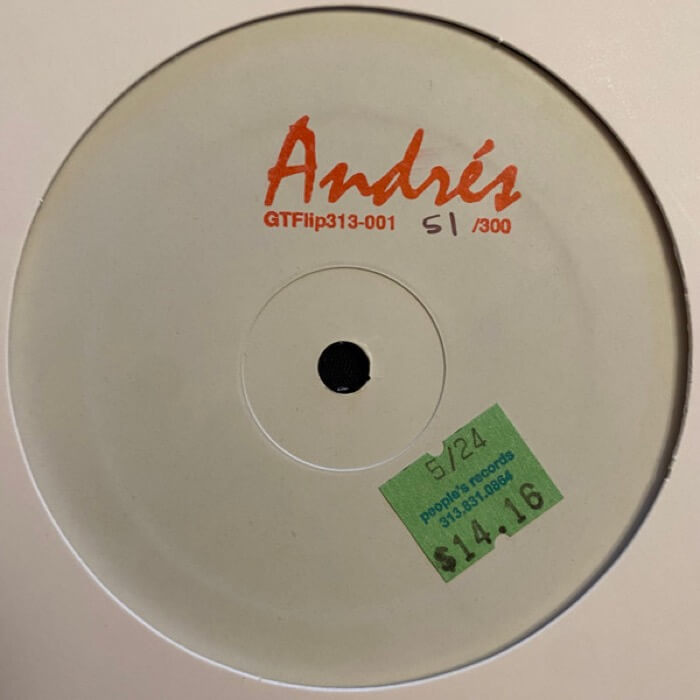 Andrés
GTFlip313-001 51 /300
5/24
people's records
313.831.0864
$14.16